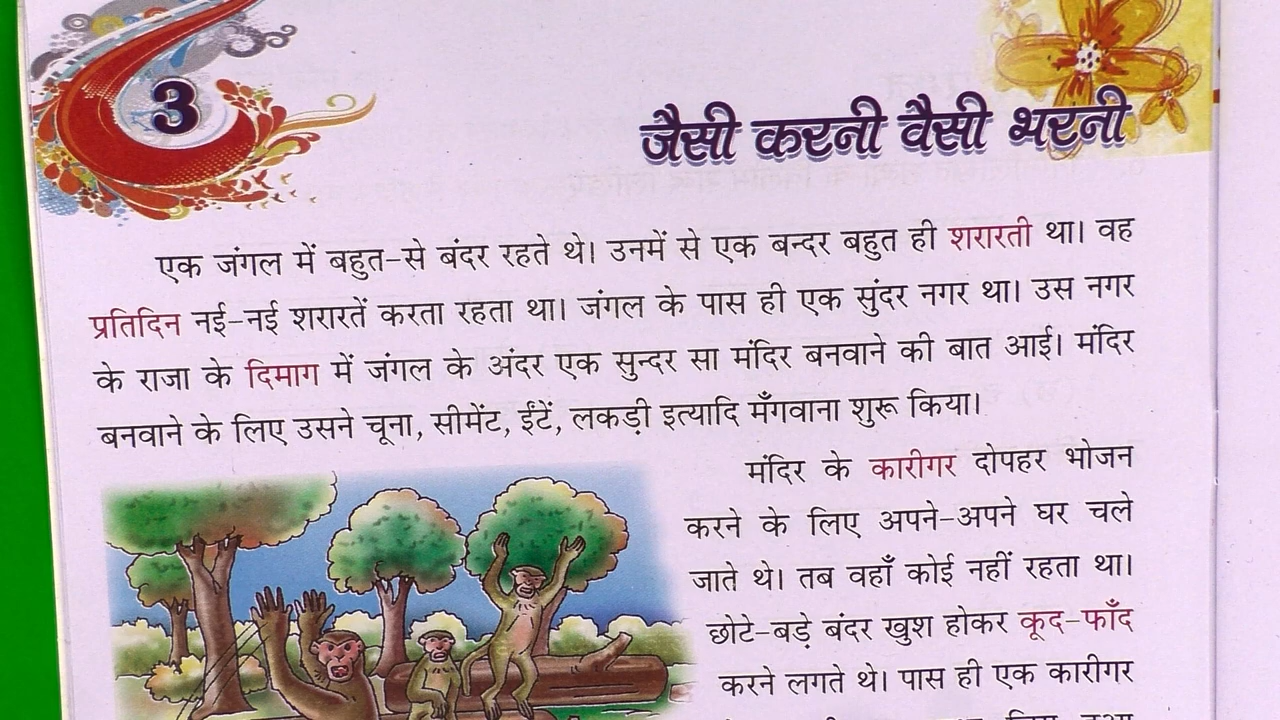 3
जैसी करनी वैसी भरनी
एक जंगल में बहुत-से बंदर रहते थे। उनमें से एक बन्दर बहुत ही शरारती था। वह
प्रतिदिन नई-नई शरारतें करता रहता था। जंगल के पास ही एक सुंदर नगर था। उस नगर
के राजा के दिमाग में जंगल के अंदर एक सुन्दर सा मंदिर बनवाने की बात आई। मंदिर
बनवाने के लिए उसने चूना, सीमेंट, ईंटें, लकड़ी इत्यादि मँगवाना शुरू किया।
मंदिर के कारीगर दोपहर भोजन
करने के लिए अपने-अपने घर चले
जाते थे। तब वहाँ कोई नहीं रहता था।
छोटे-बड़े बंदर खुश होकर कूद-फाँद
करने लगते थे। पास ही एक कारीगर